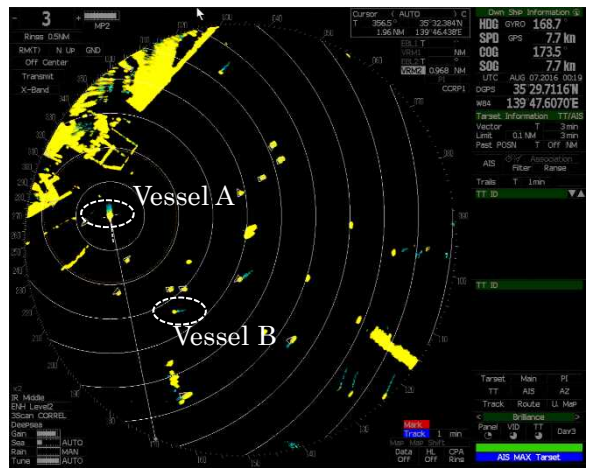 - 3 +
MP2
Rings 0.5NM
RM(T) N Up GND
Off Center
Transmit
X-Band
Cursor ( AUTO ) C
T 356.5° 35°32.384'N
1.96 NM 139°46.438'E
EBL1 T
VRM1 NM
EBL2 T
VRM2 0.968 NM
PI
CORP1
Own Ship Information
HDG GYRO 168.7°
SPD GPS 7.7 kn
COG 173.5°
SOG 7.7 kn
UTC AUG 07.2016 00:19
DGPS 35°29.7116'N
W84 139°47.6070'E
Target Information TT/AIS
Vector T 3 min
Limit 0.1 NM 3 min
Past POSN T Off NM
AIS Association
Filter Range
Trails T 1min
TT ID
TT ID
Vessel A
Vessel B
x2
IR Middle
ENH Level2
3Scan CORREL
Deepsea
Gain
Sea AUTO
Rain MAN
Tune AUTO
Mark
Track 1 min
Map Map Shift
Data HL CPA
Off Off Ring
Target Main PI
TT AIS AZ
Track Route U. Map
< Brilliance >
Panel VID TT Day3
AIS MAX Target